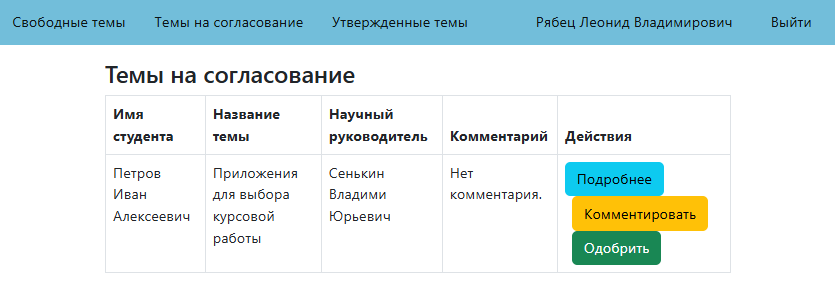 Свободные темы Темы на согласование Утвержденные темы Рябец Леонид Владимирович Выйти
Темы на согласование
Имя студента Название темы Научный руководитель Комментарий Действия
Петров Иван Алексеевич
Приложения для выбора курсовой работы
Сенькин Владими Юрьевич
Нет комментария.
Подробнее
Комментировать
Одобрить